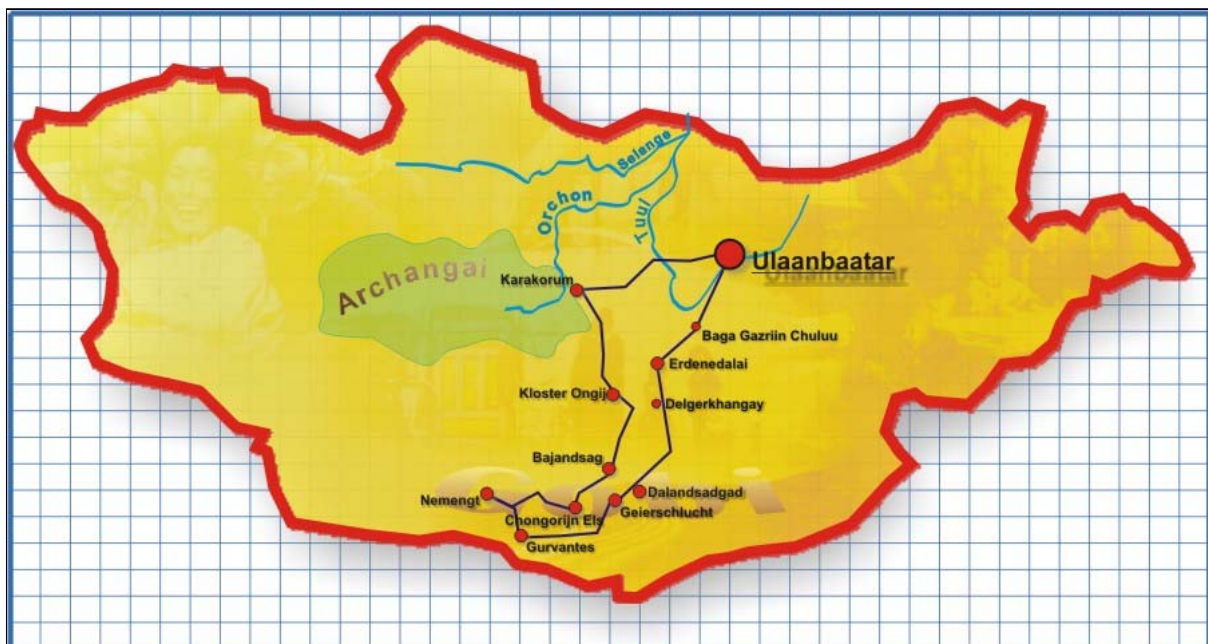 Selenge
Orchon
Tuul
Archangai
Ulaanbaatar
Karakorum
Baga Gazriin Chuluu
Erdenedalai
Kloster Ongij
Delgerkhangay
Bajandsag
Nemengt
Dalandsadgad
Chongorijn Els
Geierschlucht
Gurvantes